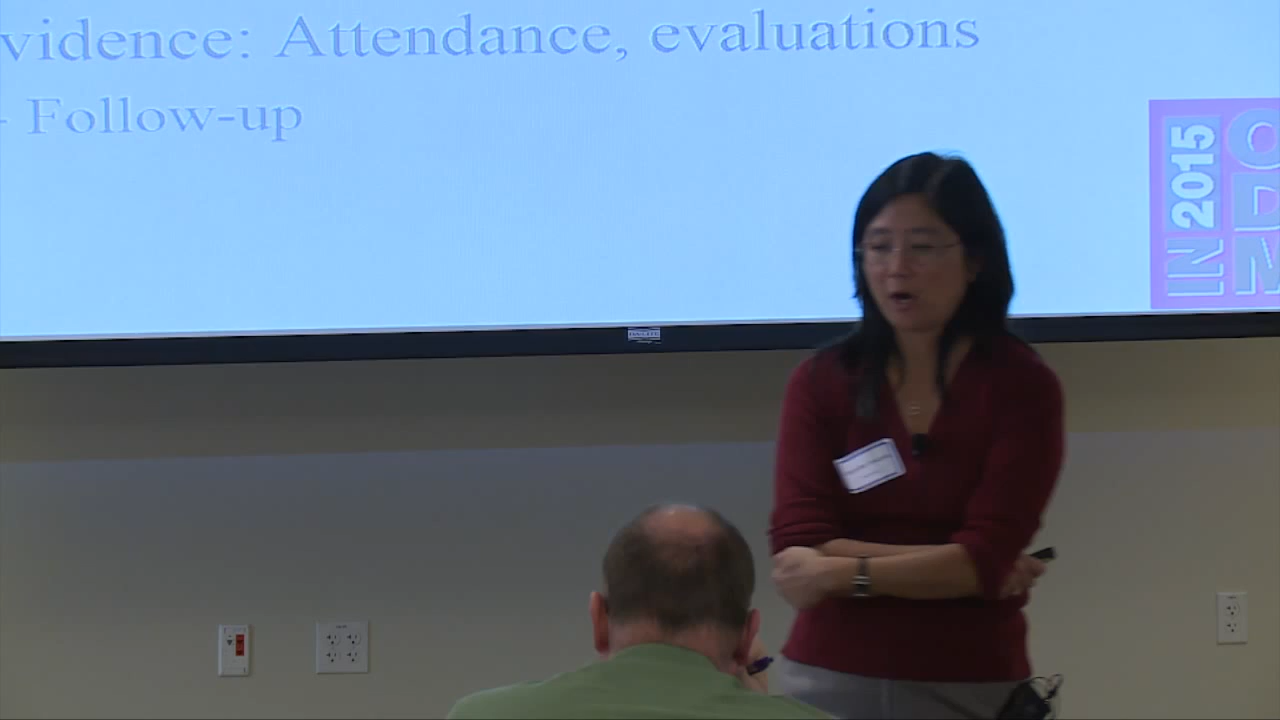 vidence: Attendance, evaluations
- Follow-up
IN 2015
O
D
M